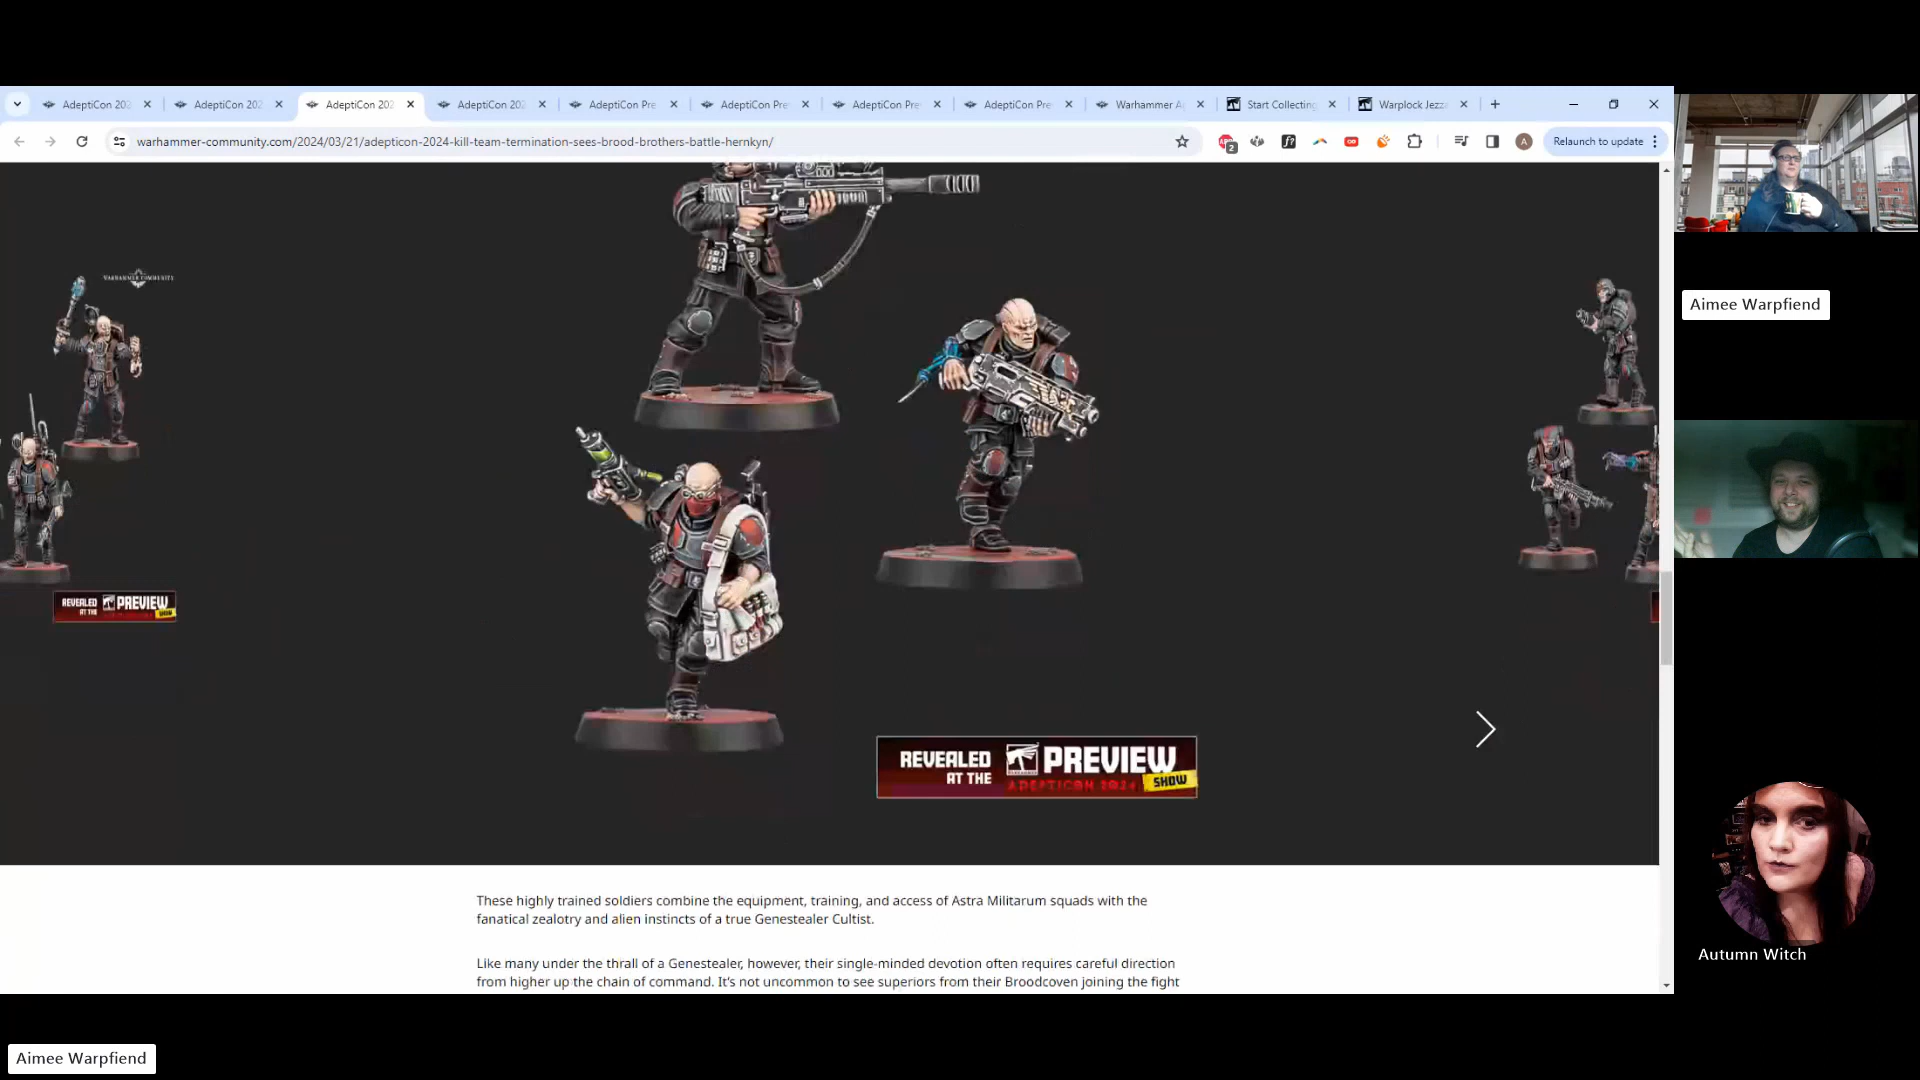 AdeptiCon 202
AdeptiCon 202
AdeptiCon 202
AdeptiCon 202
AdeptiCon Pre
AdeptiCon Pre
AdeptiCon Pre
AdeptiCon Pre
Warhammer A
Start Collecting
Warplock Jezz
warhammer-community.com/2024/03/21/adepticon-2024-kill-team-termination-sees-brood-brothers-battle-hernkyn/
2
A
Relaunch to update
WARHAMMER COMMUNITY
REVEALED
AT THE
PREVIEW
SHOW
REVEALED
AT THE
PREVIEW
ADEPTICON 2024
SHOW
These highly trained soldiers combine the equipment, training, and access of Astra Militarum squads with the
fanatical zealotry and alien instincts of a true Genestealer Cultist.
Like many under the thrall of a Genestealer, however, their single-minded devotion often requires careful direction
from higher up the chain of command. It's not uncommon to see superiors from their Broodcoven joining the fight
Aimee Warpfiend
Autumn Witch
Aimee Warpfiend